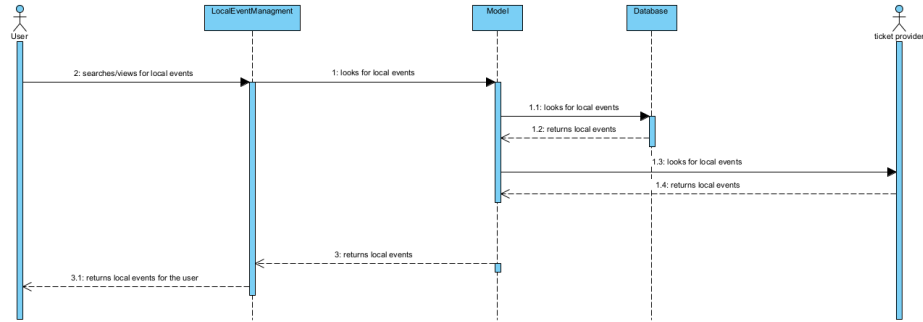 LocalEventManagment
Model
Database
User
ticket provider
2: searches/views for local events
1: looks for local events
1.1: looks for local events
1.2: returns local events
1.3: looks for local events
1.4: returns local events
3: returns local events
3.1: returns local events for the user